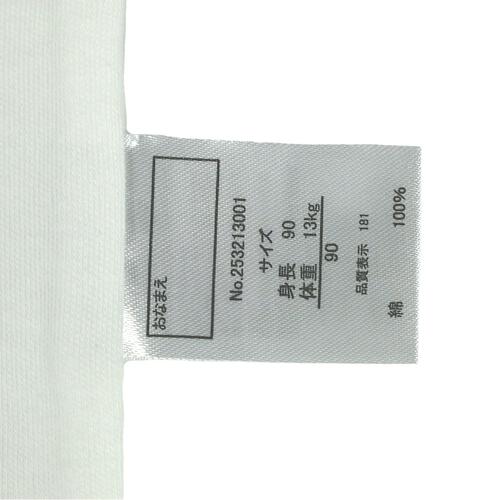 おなまえ
No.253213001
サイズ
身長 90
体重 13kg
90
品質表示 181
綿 100%